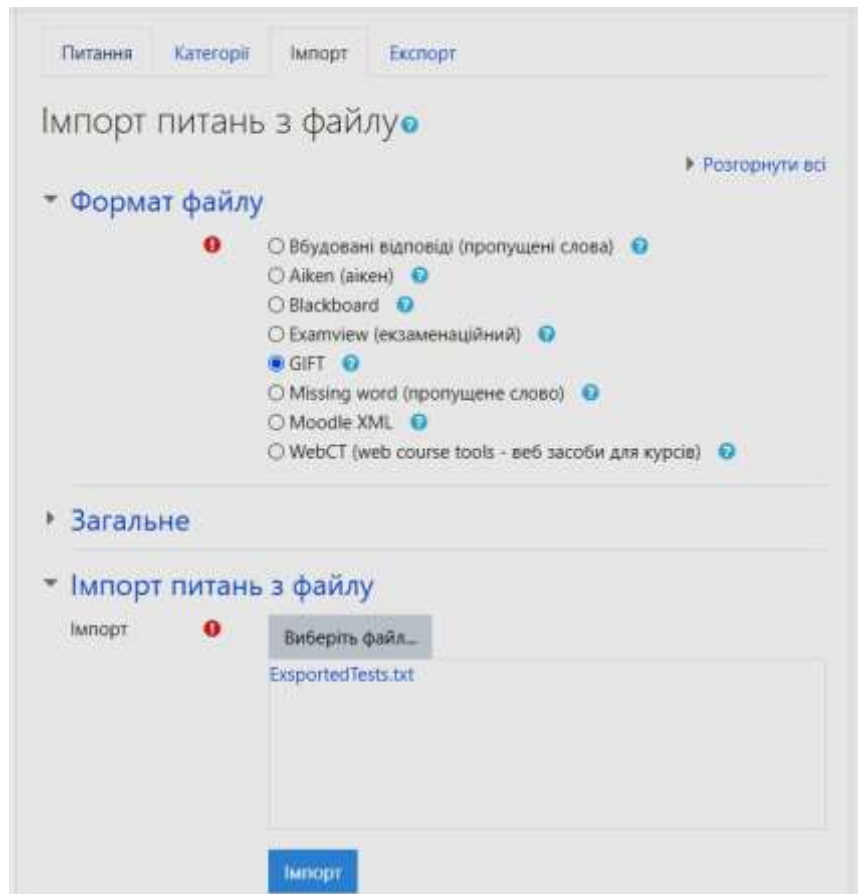 Питання Категорії Імпорт Експорт
Імпорт питань з файлу
Розгорнути всі
Формат файлу
Вбудовані відповіді (пропущені слова)
Aiken (аікен)
Blackboard
Examview (екзаменаційний)
GIFT
Missing word (пропущене слово)
Moodle XML
WebCT (web course tools - веб засоби для курсів)
Загальне
Імпорт питань з файлу
Імпорт
Виберіть файл...
ExsportedTests.txt
Імпорт